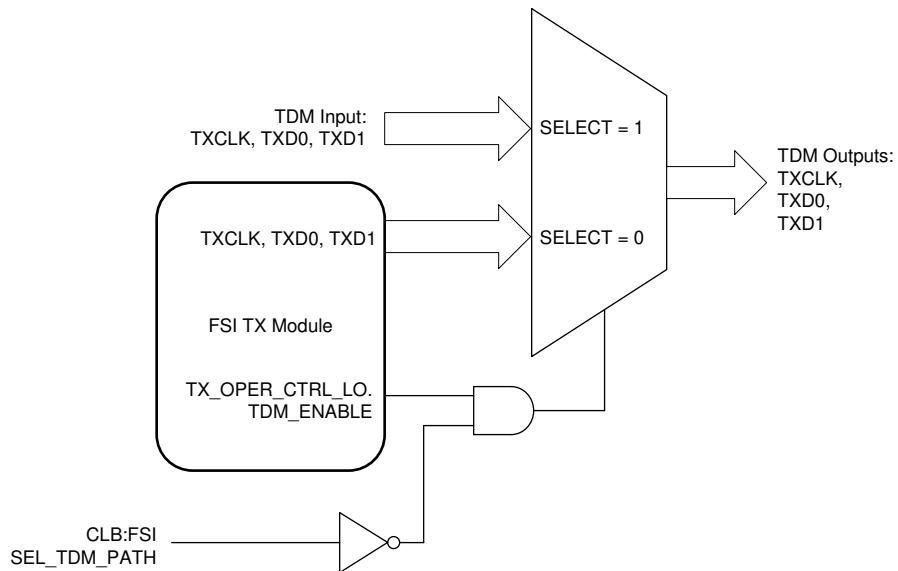 TDM Input:
TXCLK, TXD0, TXD1
SELECT = 1
TDM Outputs:
TXCLK,
TXD0,
TXD1
TXCLK, TXD0, TXD1
SELECT = 0
FSI TX Module
TX_OPER_CTRL_LO.
TDM_ENABLE
CLB:FSI
SEL_TDM_PATH